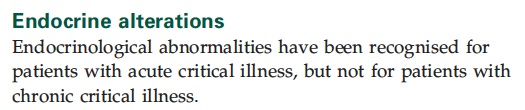 Endocrine alterations
Endocrinological abnormalities have been recognised for
patients with acute critical illness, but not for patients with
chronic critical illness.